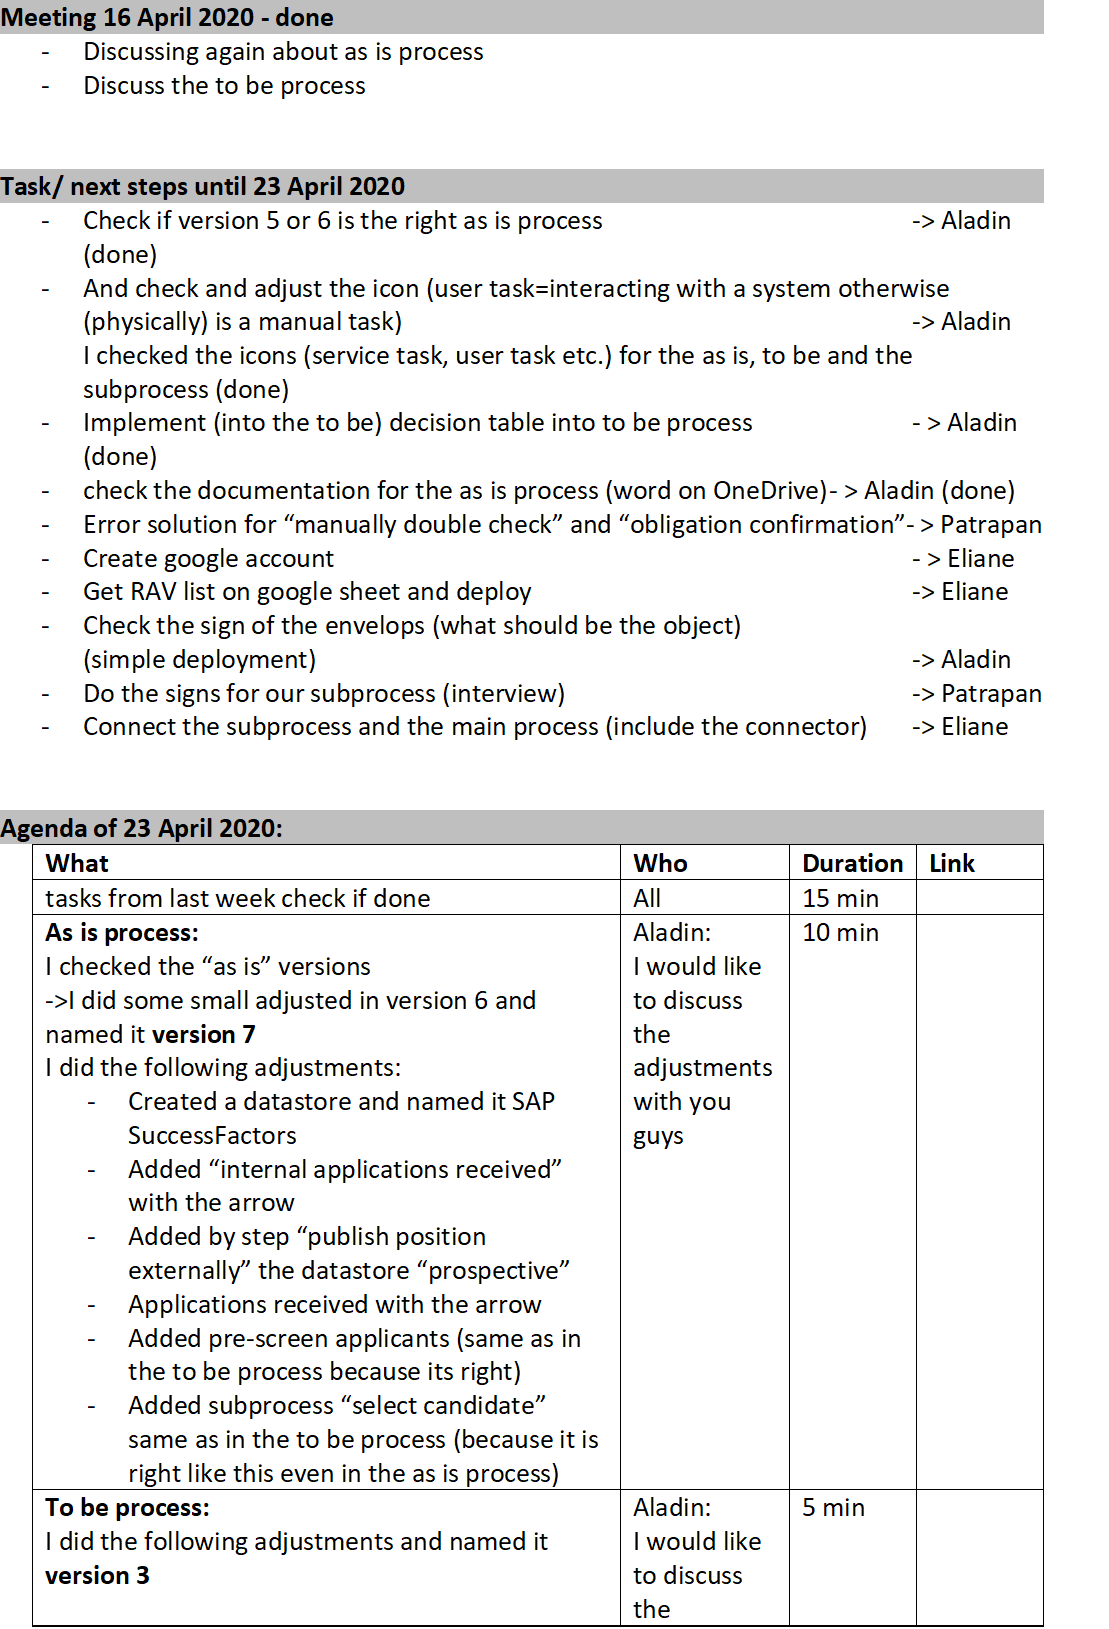 Meeting 16 April 2020 - done
- Discussing again about as is process
- Discuss the to be process
Task/ next steps until 23 April 2020
- Check if version 5 or 6 is the right as is process -> Aladin
(done)
- And check and adjust the icon (user task=interacting with a system otherwise
(physically) is a manual task) -> Aladin
I checked the icons (service task, user task etc.) for the as is, to be and the
subprocess (done)
- Implement (into the to be) decision table into to be process - > Aladin
(done)
- check the documentation for the as is process (word on OneDrive)- > Aladin (done)
- Error solution for “manually double check” and “obligation confirmation”- > Patrapan
- Create google account - > Eliane
- Get RAV list on google sheet and deploy -> Eliane
- Check the sign of the envelops (what should be the object)
(simple deployment) -> Aladin
- Do the signs for our subprocess (interview) -> Patrapan
- Connect the subprocess and the main process (include the connector) -> Eliane
Agenda of 23 April 2020:
What Who Duration Link
tasks from last week check if done All 15 min
As is process: Aladin: 10 min
I checked the “as is” versions I would like
->I did some small adjusted in version 6 and to discuss
named it version 7 the
I did the following adjustments: adjustments
- Created a datastore and named it SAP with you
SuccessFactors guys
- Added “internal applications received”
with the arrow
- Added by step “publish position
externally” the datastore “prospective”
- Applications received with the arrow
- Added pre-screen applicants (same as in
the to be process because its right)
- Added subprocess “select candidate”
same as in the to be process (because it is
right like this even in the as is process)
To be process: Aladin: 5 min
I did the following adjustments and named it I would like
version 3 to discuss
the